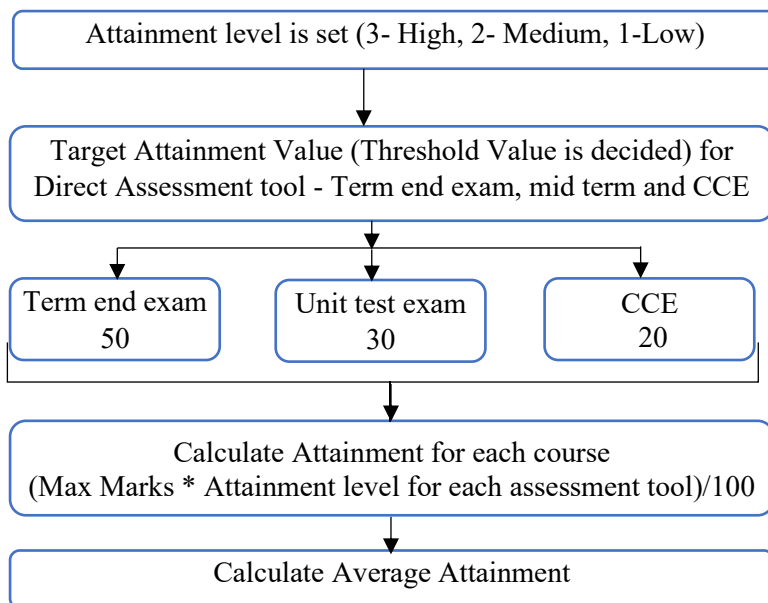 Attainment level is set (3- High, 2- Medium, 1-Low)
Target Attainment Value (Threshold Value is decided) for
Direct Assessment tool - Term end exam, mid term and CCE
Term end exam
50
Unit test exam
30
CCE
20
Calculate Attainment for each course
(Max Marks * Attainment level for each assessment tool)/100
Calculate Average Attainment